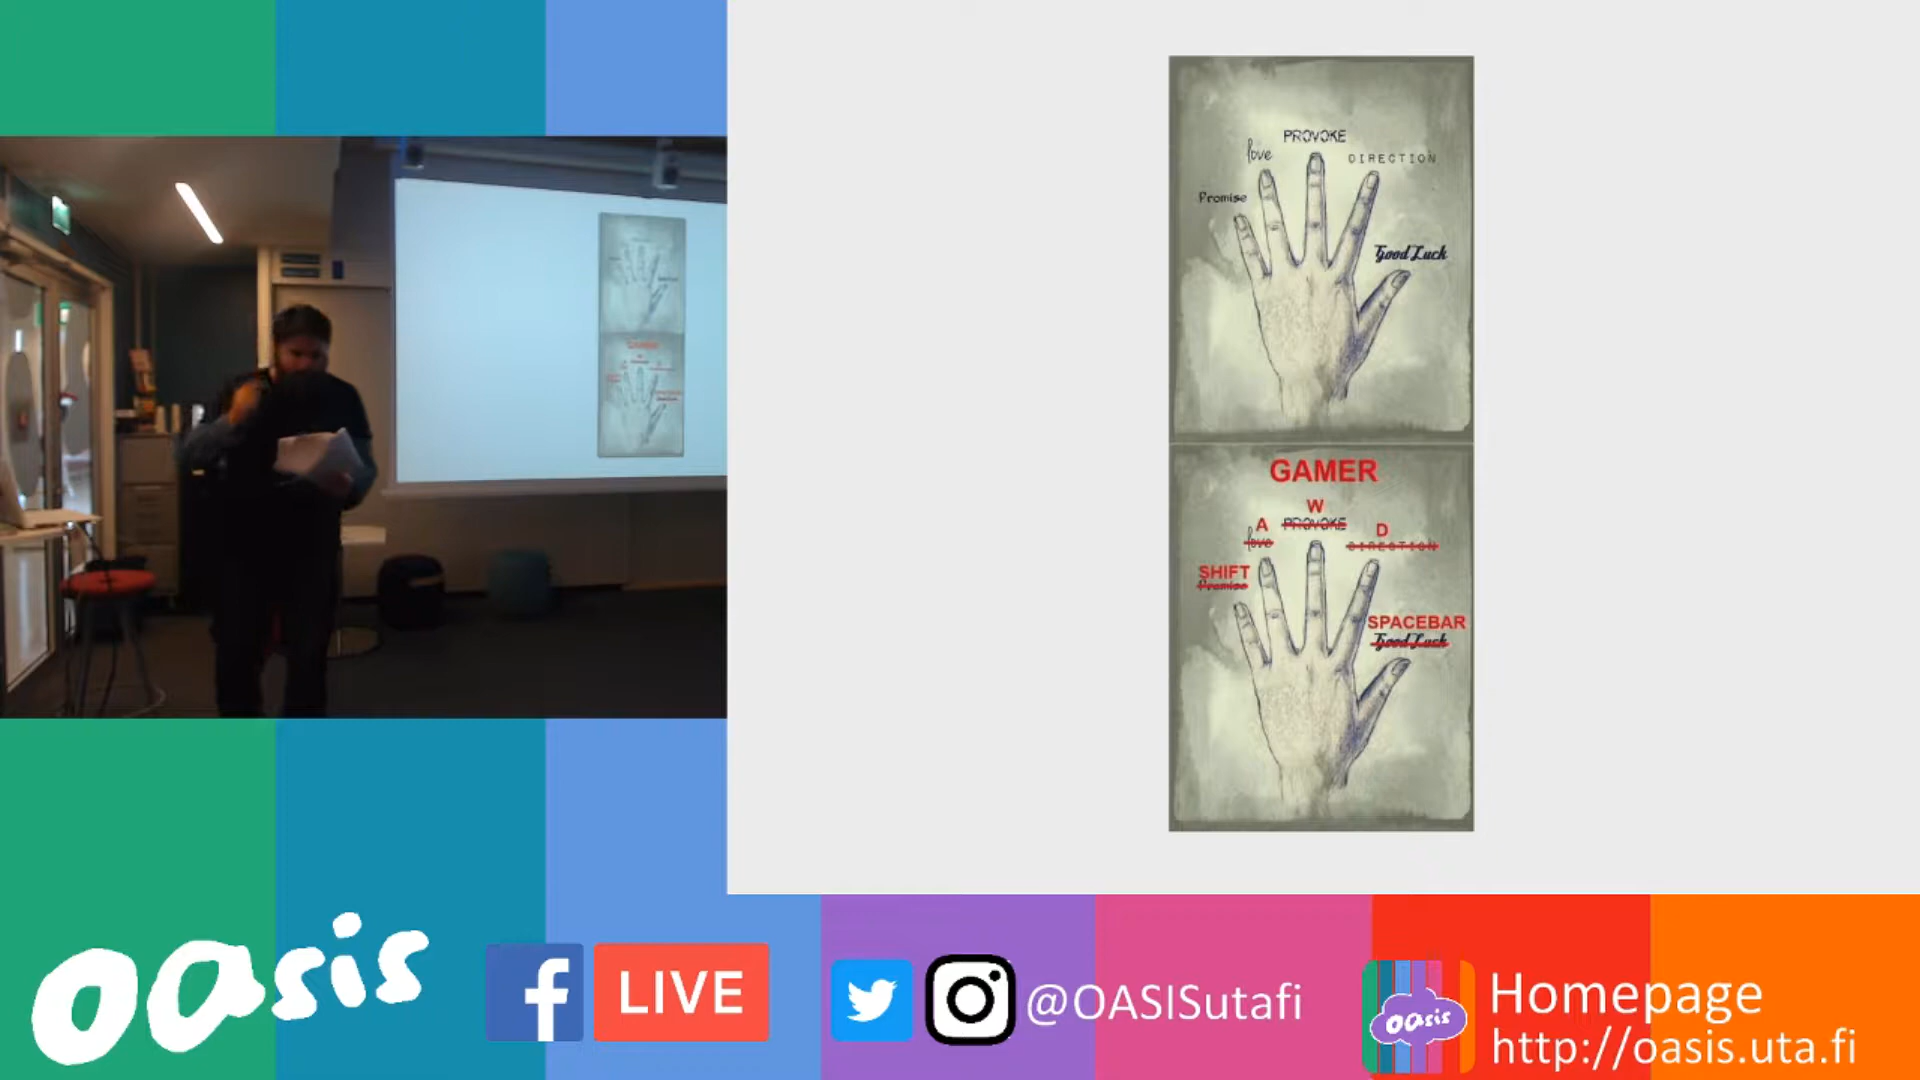 PROVOKE
love
DIRECTION
Promise
Good Luck
GAMER
W
A
PROVOKE
D
love
DIRECTION
SHIFT
Promise
SPACEBAR
Good Luck
oasis
f LIVE
@OASISutafi
oasis
Homepage
http://oasis.uta.fi